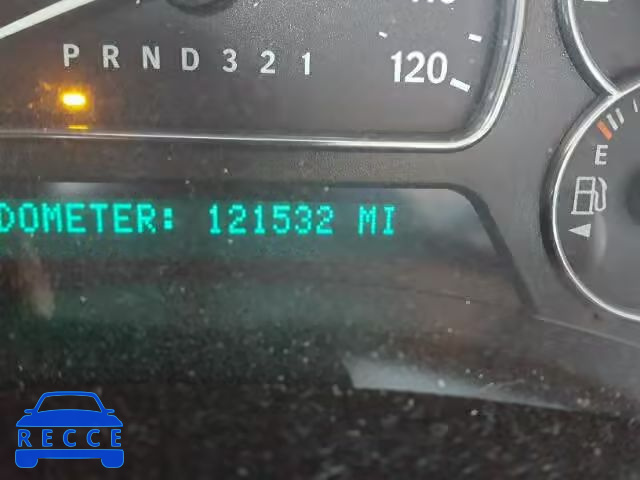 P R N D 3 2 1
120
E
DOMETER: 121532 MI
RECCE